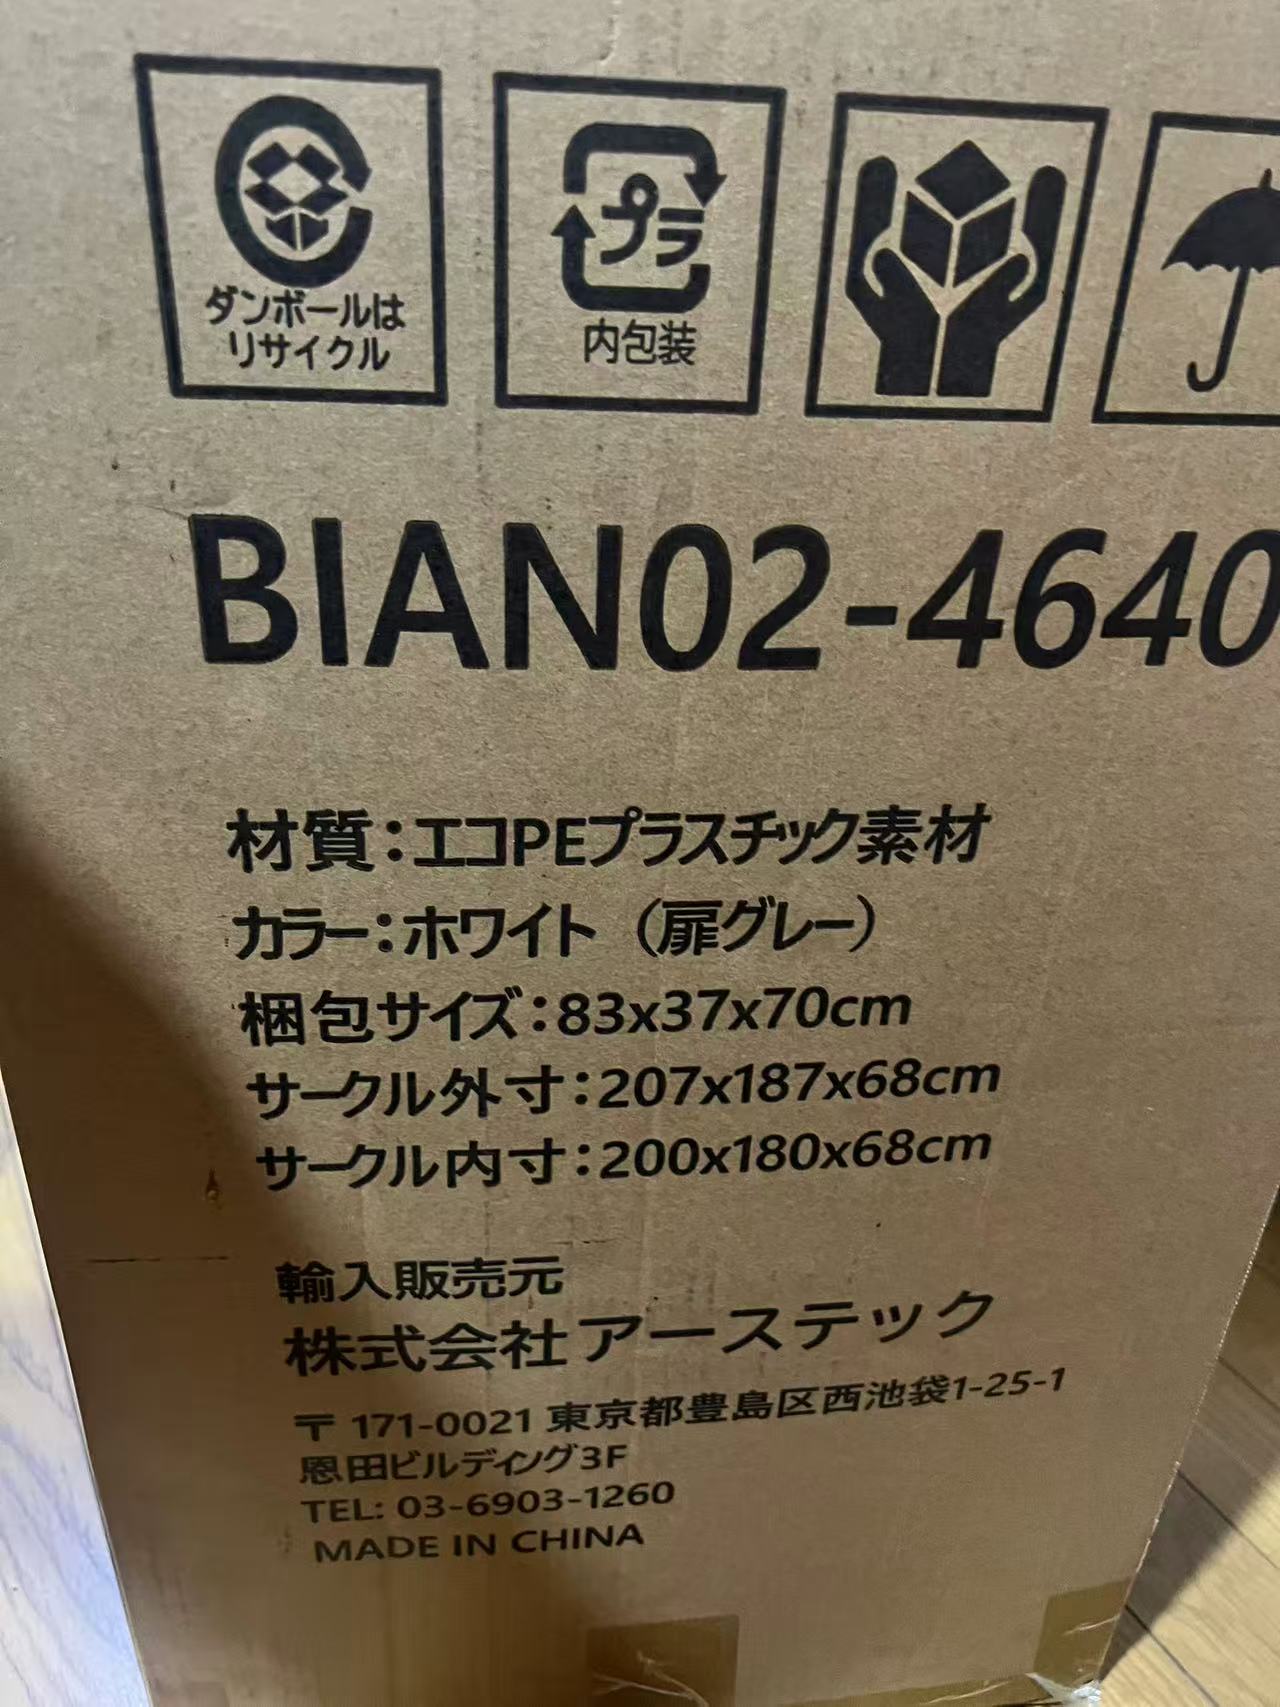 ダンボールは
リサイクル
プラ
内包装
BIAN02-4640
材質：エコPEプラスチック素材
カラー：ホワイト（扉グレー）
梱包サイズ：83x37x70cm
サークル外寸：207x187x68cm
サークル内寸：200x180x68cm
輸入販売元
株式会社アーステック
〒171-0021 東京都豊島区西池袋1-25-1
恩田ビルディング3F
TEL: 03-6903-1260
MADE IN CHINA